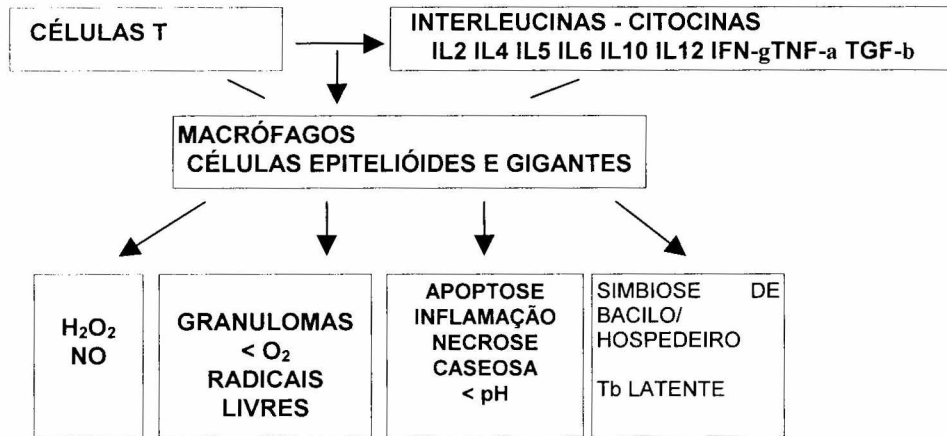 CÉLULAS T
INTERLEUCINAS - CITOCINAS
IL2 IL4 IL5 IL6 IL10 IL12 IFN-gTNF-a TGF-b
MACRÓFAGOS
CÉLULAS EPITELIÓIDES E GIGANTES
H₂O₂
NO
GRANULOMAS
< O₂
RADICAIS
LIVRES
APOPTOSE
INFLAMAÇÃO
NECROSE
CASEOSA
< pH
SIMBIOSE DE
BACILO/
HOSPEDEIRO
Tb LATENTE